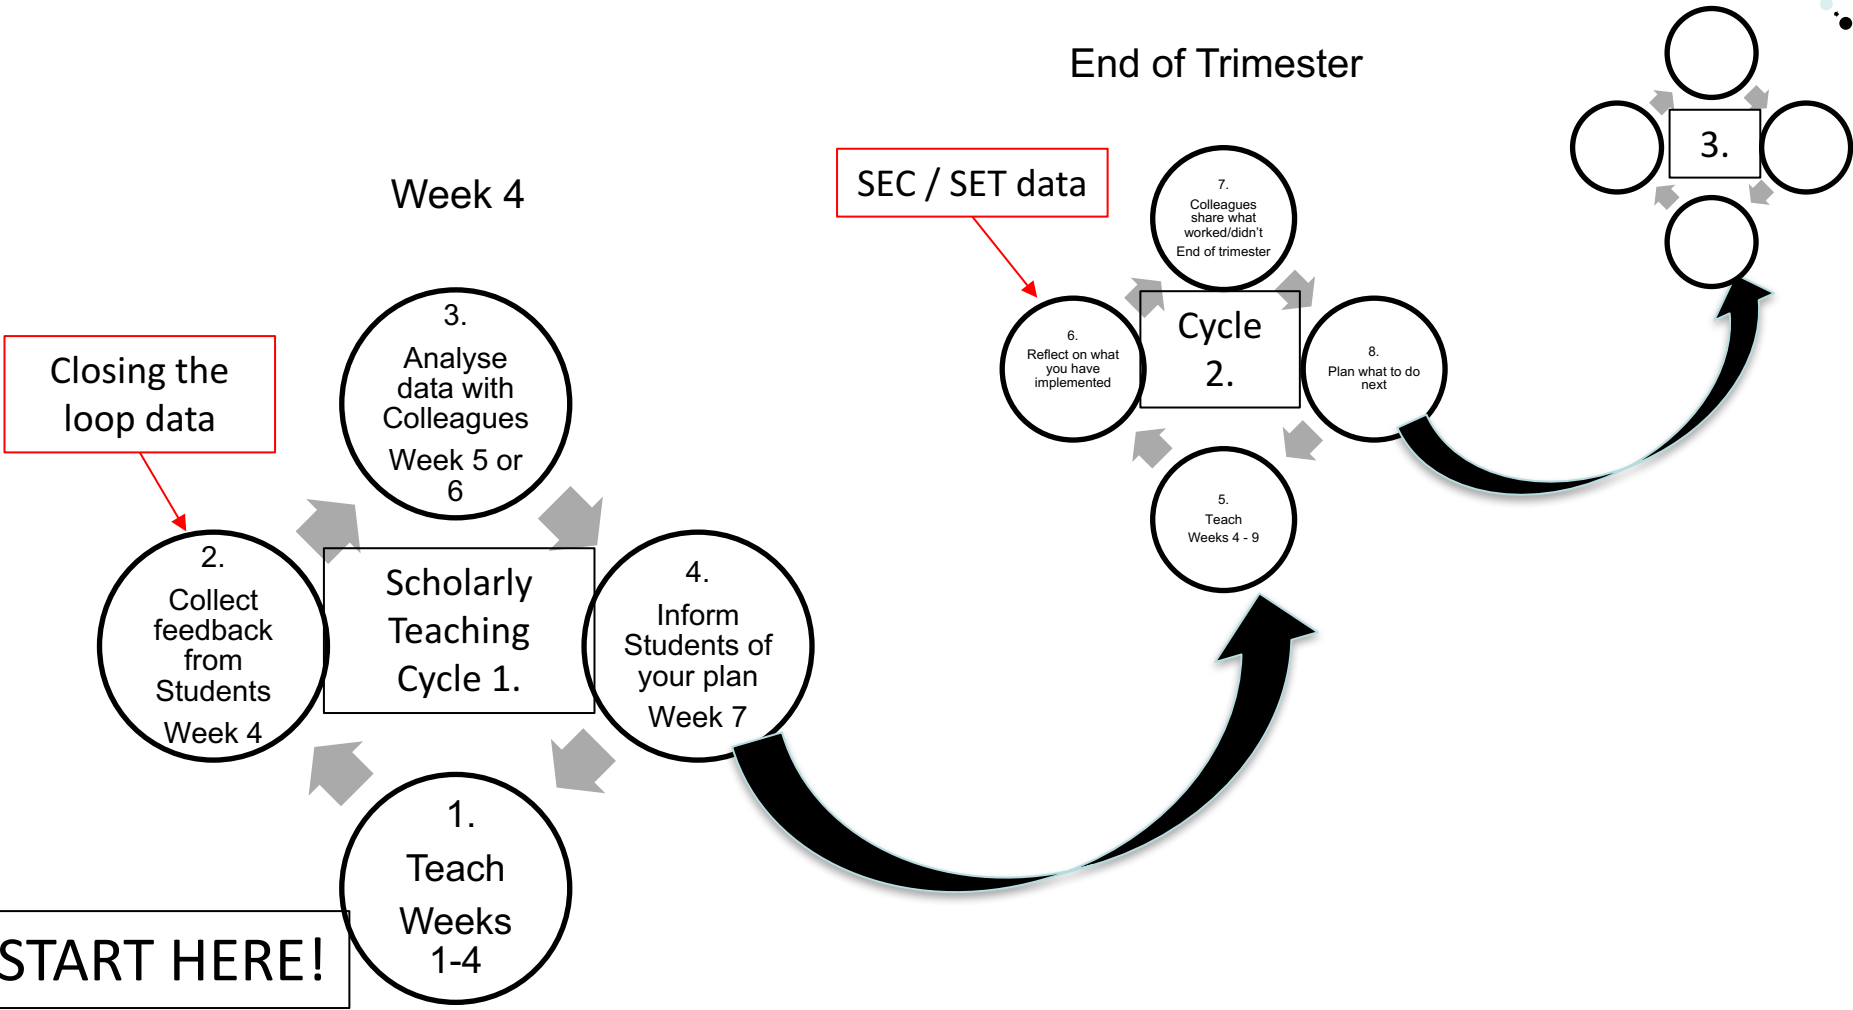 End of Trimester
Week 4
SEC / SET data
3.
7.
Colleagues
share what
worked/didn't
End of trimester
6.
Reflect on what
you have
implemented
Cycle
2.
8.
Plan what to do
next
5.
Teach
Weeks 4 - 9
Closing the
loop data
3.
Analyse
data with
Colleagues
Week 5 or
6
2.
Collect
feedback
from
Students
Week 4
Scholarly
Teaching
Cycle 1.
4.
Inform
Students of
your plan
Week 7
1.
Teach
Weeks
1-4
START HERE!